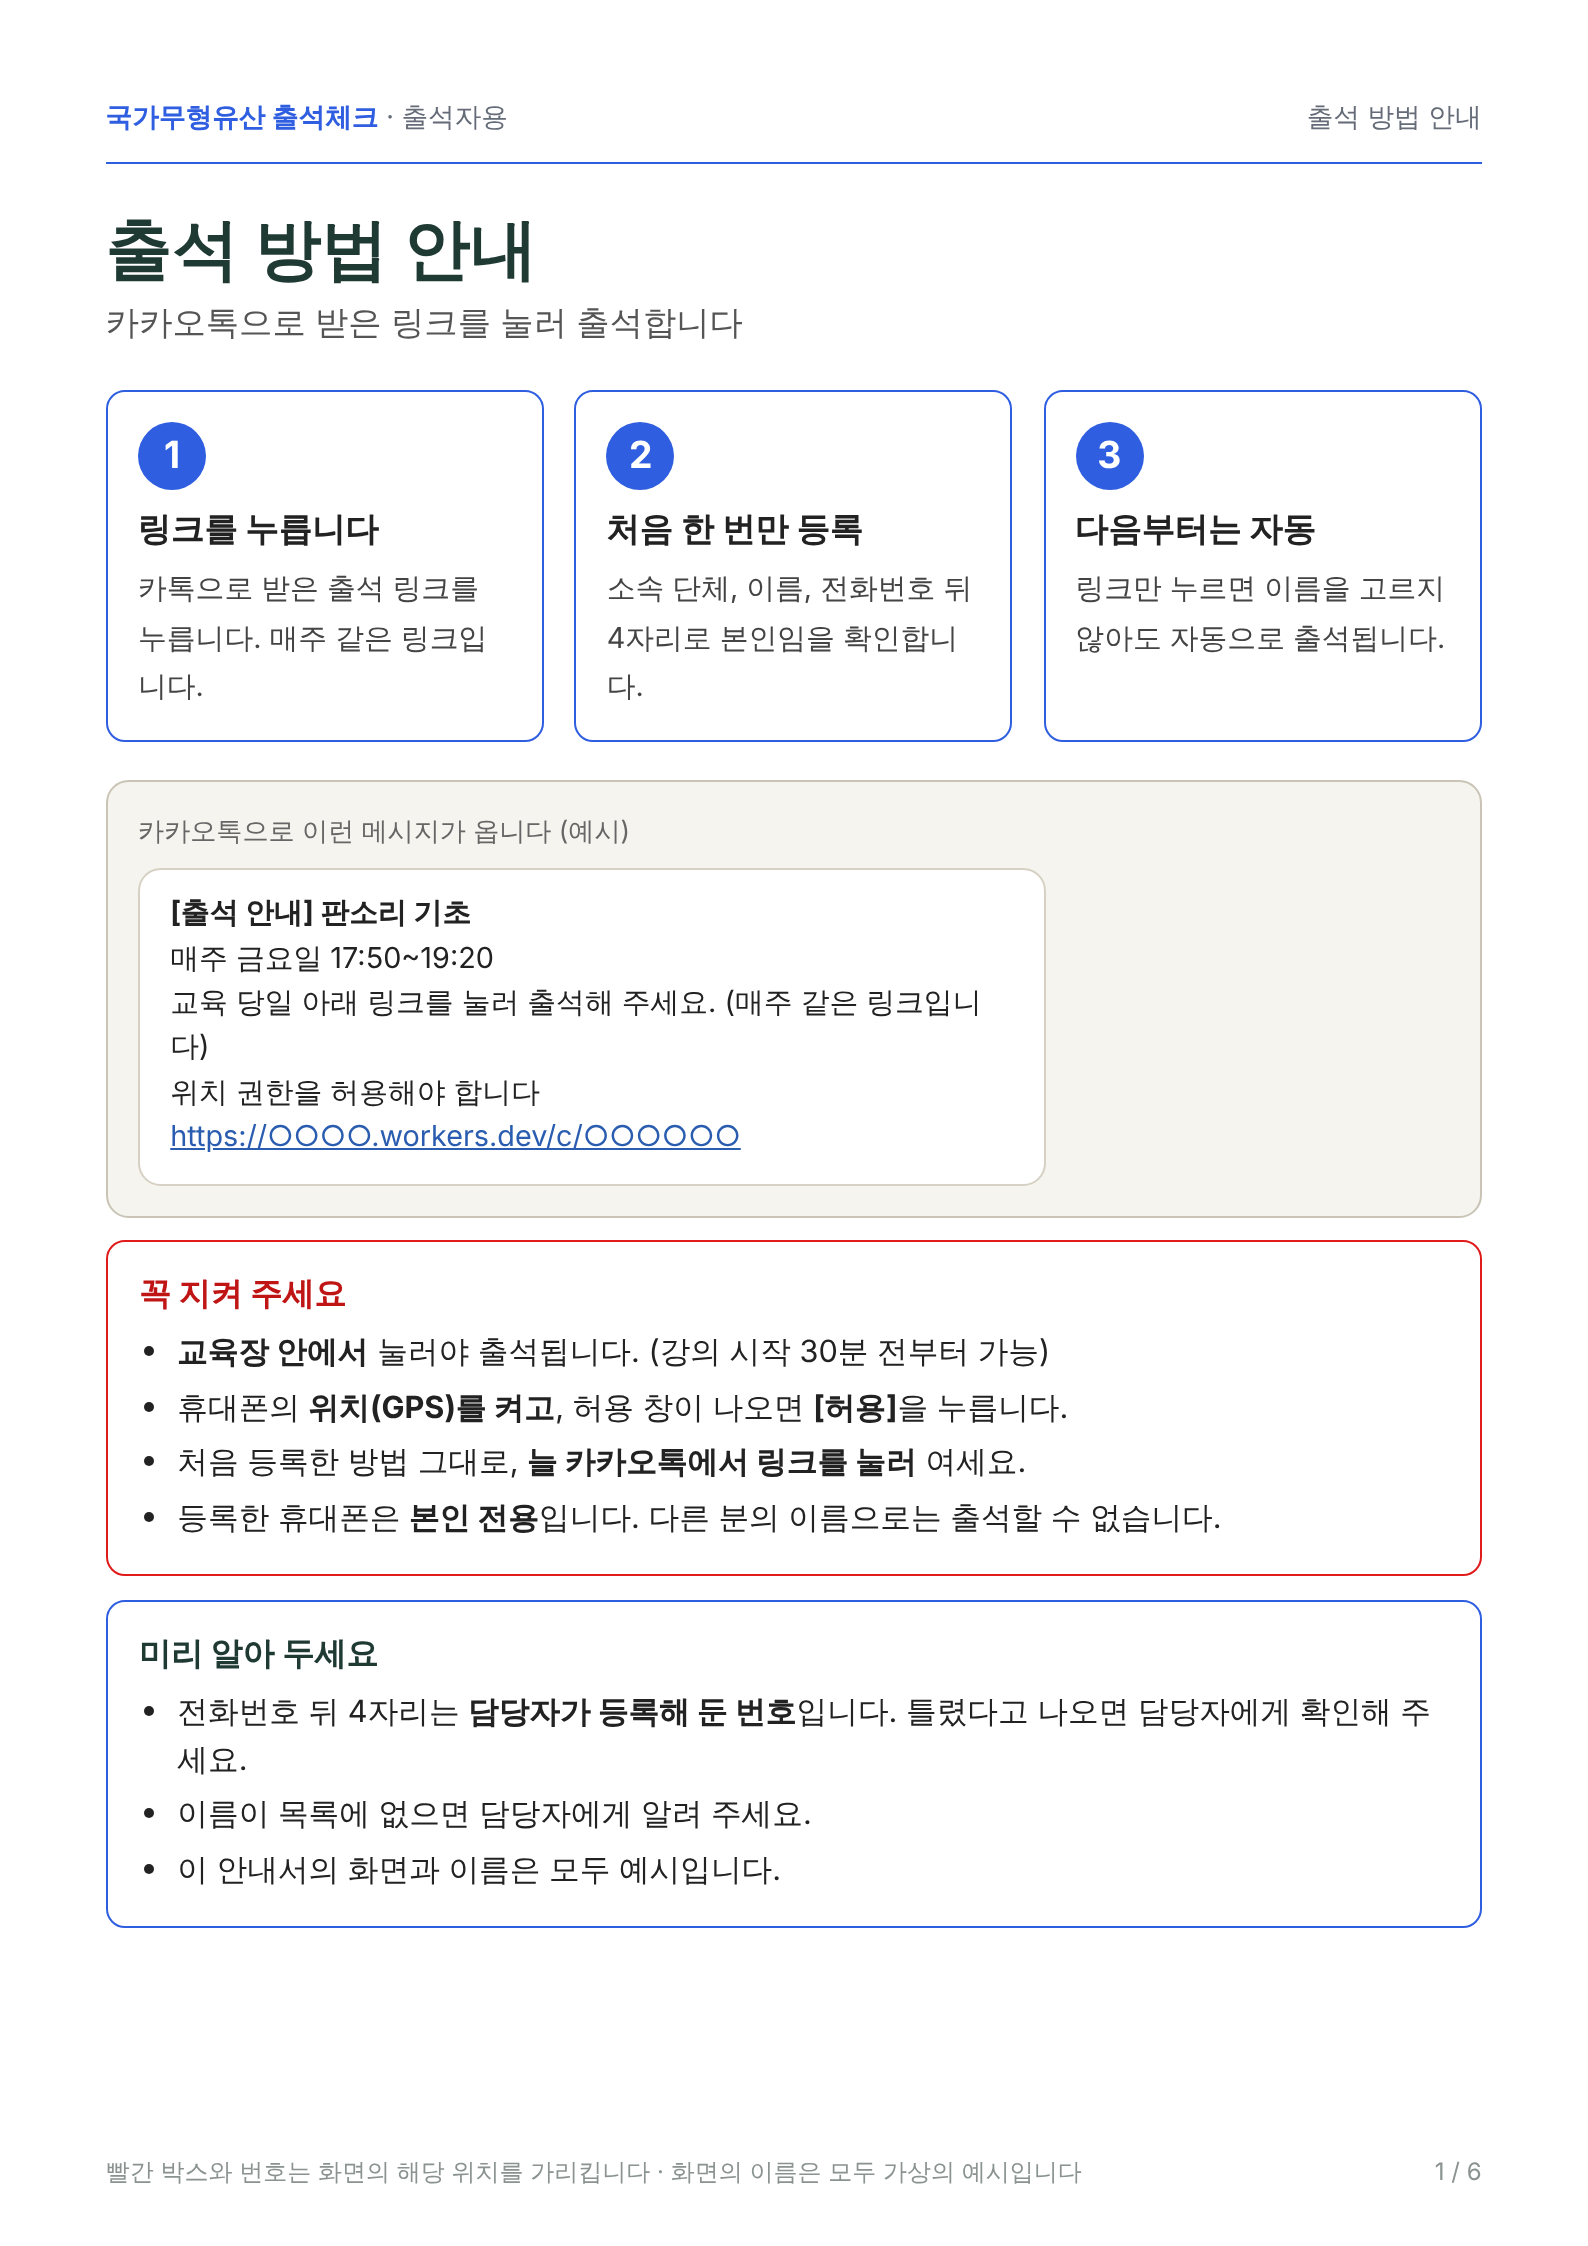 국가무형유산 출석체크 · 출석자용
출석 방법 안내
출석 방법 안내
카카오톡으로 받은 링크를 눌러 출석합니다
1
링크를 누릅니다
카톡으로 받은 출석 링크를
누릅니다. 매주 같은 링크입
니다.
2
처음 한 번만 등록
소속 단체, 이름, 전화번호 뒤
4자리로 본인임을 확인합니
다.
3
다음부터는 자동
링크만 누르면 이름을 고르지
않아도 자동으로 출석됩니다.
카카오톡으로 이런 메시지가 옵니다 (예시)
[출석 안내] 판소리 기초
매주 금요일 17:50~19:20
교육 당일 아래 링크를 눌러 출석해 주세요. (매주 같은 링크입니
다)
위치 권한을 허용해야 합니다
https://○○○○.workers.dev/c/○○○○○○
꼭 지켜 주세요
• 교육장 안에서 눌러야 출석됩니다. (강의 시작 30분 전부터 가능)
• 휴대폰의 위치(GPS)를 켜고, 허용 창이 나오면 [허용]을 누릅니다.
• 처음 등록한 방법 그대로, 늘 카카오톡에서 링크를 눌러 여세요.
• 등록한 휴대폰은 본인 전용입니다. 다른 분의 이름으로는 출석할 수 없습니다.
미리 알아 두세요
• 전화번호 뒤 4자리는 담당자가 등록해 둔 번호입니다. 틀렸다고 나오면 담당자에게 확인해 주
세요.
• 이름이 목록에 없으면 담당자에게 알려 주세요.
• 이 안내서의 화면과 이름은 모두 예시입니다.
빨간 박스와 번호는 화면의 해당 위치를 가리킵니다 · 화면의 이름은 모두 가상의 예시입니다
1 / 6